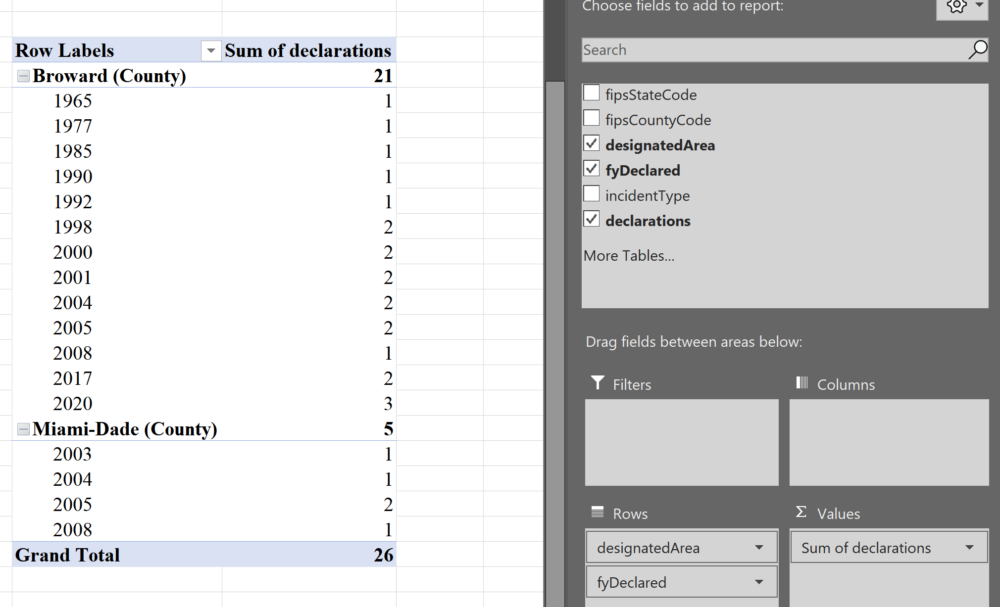 Row Labels Sum of declarations
Broward (County) 21
1965 1
1977 1
1985 1
1990 1
1992 1
1998 2
2000 2
2001 2
2004 2
2005 2
2008 1
2017 2
2020 3
Miami-Dade (County) 5
2003 1
2004 1
2005 2
2008 1
Grand Total 26
Choose fields to add to report:
Search
fipsStateCode
fipsCountyCode
designatedArea
fyDeclared
incidentType
declarations
More Tables...
Drag fields between areas below:
Filters
Columns
Rows
designatedArea
fyDeclared
Σ Values
Sum of declarations